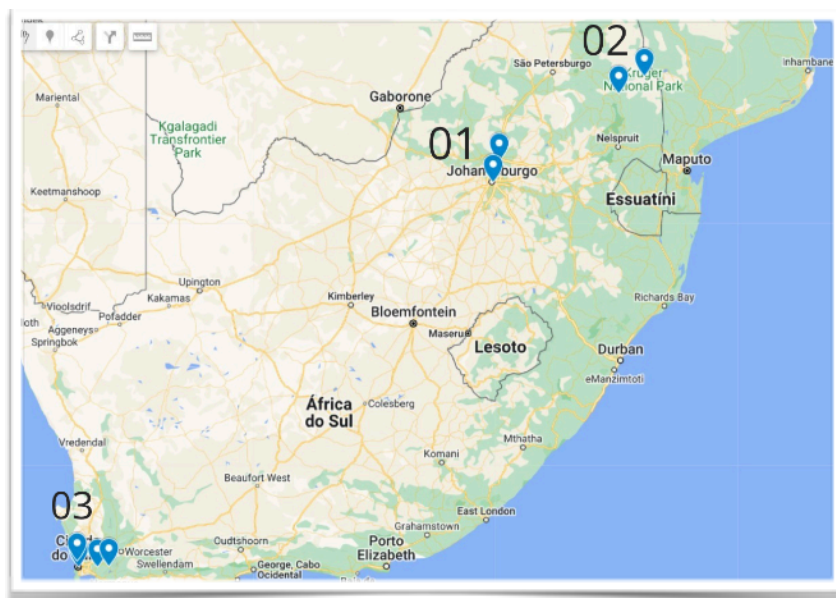 02
São Petersburgo
Inhambane
Kruger
National Park
Mariental
Gaborone
Kgalagadi
Transfrontier
Park
01
Nelspruit
Maputo
Keetmanshoop
Essuatíni
Upington
Kakamas
Kimberley
Richards Bay
Vioolsdrif
Pofadder
Bloemfontein
Aggeneys
Springbok
Maseru
Lesoto
Durban
eManzimtoti
África
do Sul
Colesberg
Vredendal
Mthatha
Komani
Beaufort West
03
East London
Grahamstown
Worcester
Oudtshoorn
Porto
Elizabeth
Swellendam
George, Cabo
Ocidental